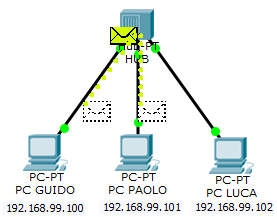 HUB-PT
HUB
PC-PT
PC GUIDO
192.168.99.100
PC-PT
PC PAOLO
192.168.99.101
PC-PT
PC LUCA
192.168.99.102